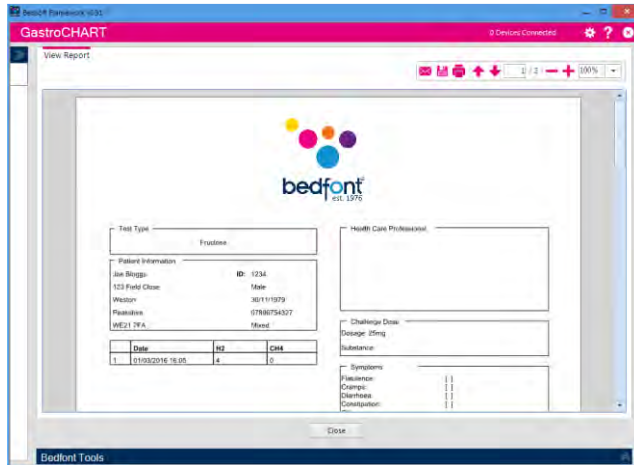 Bedfont Framework v0.51
GastroCHART
0 Devices Connected
?
View Report
1 / 2
100%
bedfont
est. 1976
Test Type
Fructose
Patient Information
Joe Bloggs
ID: 1234
123 Field Close
Male
Weston
30/11/1979
Peanshire
07896754327
WE21 7FA
Mixed
Date H2 CH4
1 01/03/2016 16:05 4 0
Health Care Professional
Challenge Dose
Dosage 25mg
Substance
Symptoms
Flatulence: [ ]
Cramps: [ ]
Diarrhoea: [ ]
Constipation: [ ]
Close
Bedfont Tools